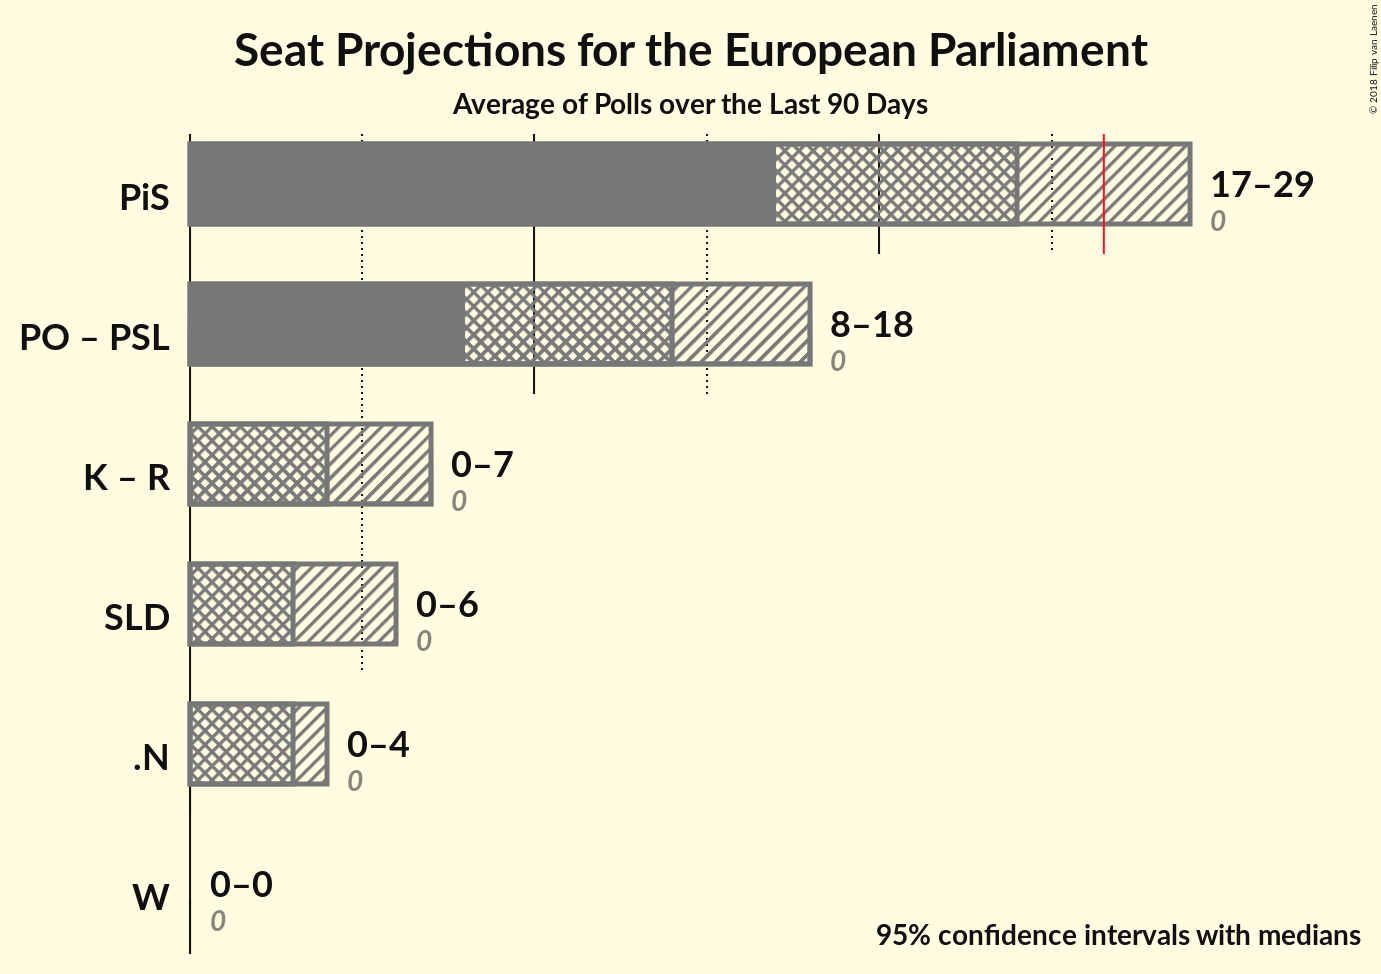 Seat Projections for the European Parliament
Average of Polls over the Last 90 Days
© 2018 Filip van Laenen
PiS
17–29
0
PO – PSL
8–18
0
K – R
0–7
0
SLD
0–6
0
.N
0–4
0
W
0–0
0
95% confidence intervals with medians